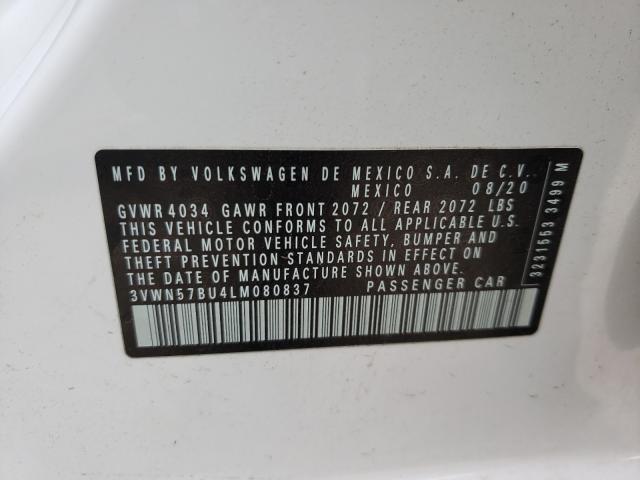 MFD BY VOLKSWAGEN DE MEXICO S.A. DE C.V.
MEXICO 08/20
GVWR 4034 GAWR FRONT 2072 / REAR 2072 LBS
THIS VEHICLE CONFORMS TO ALL APPLICABLE U.S.
FEDERAL MOTOR VEHICLE SAFETY, BUMPER AND
THEFT PREVENTION STANDARDS IN EFFECT ON
THE DATE OF MANUFACTURE SHOWN ABOVE.
3VWN57BU4LM080837 PASSENGER CAR
3231553 3499 M